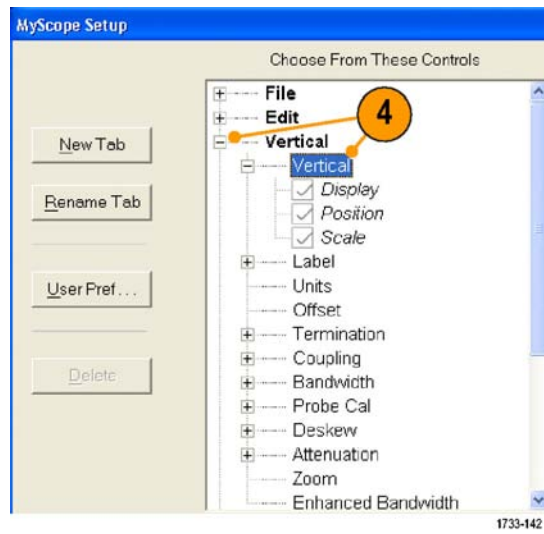 MyScope Setup
Choose From These Controls
File
Edit
4
New Tab
Vertical
Vertical
Display
Rename Tab
Position
Scale
Label
User Pref...
Units
Offset
Termination
Delete
Coupling
Bandwidth
Probe Cal
Deskew
Attenuation
Zoom
Enhanced Bandwidth
1733-142